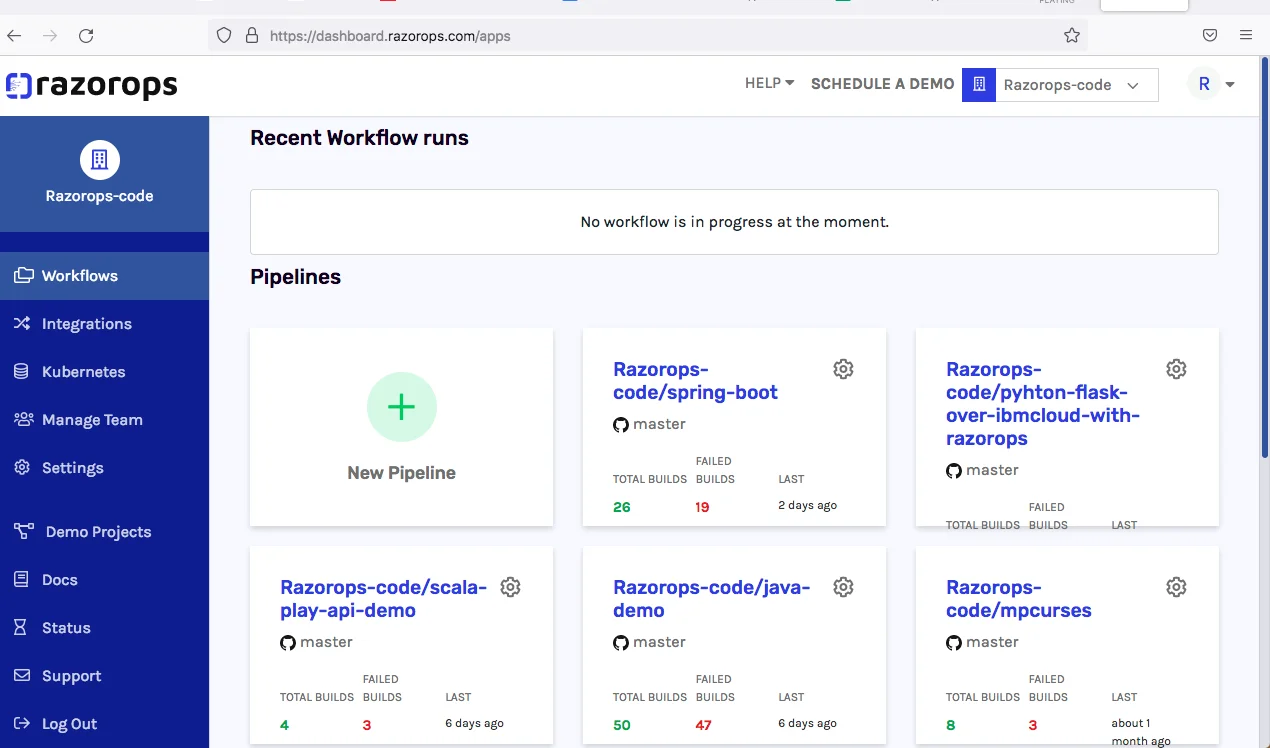 https://dashboard.razorops.com/apps
razorops
HELP
SCHEDULE A DEMO
Razorops-code
R
Razorops-code
Workflows
Integrations
Kubernetes
Manage Team
Settings
Demo Projects
Docs
Status
Support
Log Out
Recent Workflow runs
No workflow is in progress at the moment.
Pipelines
New Pipeline
Razorops-
code/spring-boot
master
TOTAL BUILDS FAILED BUILDS LAST
26 19 2 days ago
Razorops-
code/pyhton-flask-
over-ibmcloud-with-
razorops
master
TOTAL BUILDS FAILED BUILDS LAST
Razorops-code/scala-
play-api-demo
master
TOTAL BUILDS FAILED BUILDS LAST
4 3 6 days ago
Razorops-code/java-
demo
master
TOTAL BUILDS FAILED BUILDS LAST
50 47 6 days ago
Razorops-
code/mpcurses
master
TOTAL BUILDS FAILED BUILDS LAST
8 3 about 1
month ago